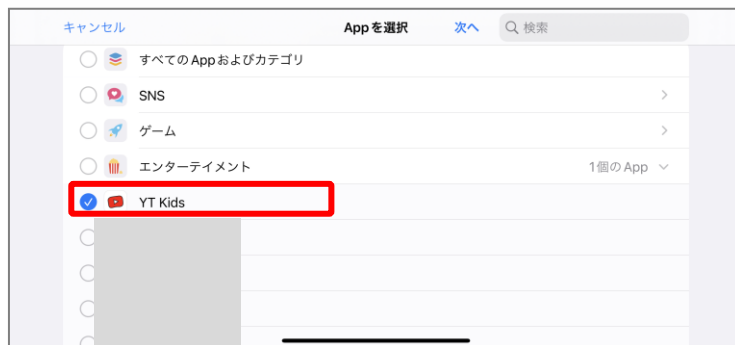 キャンセル Appを選択 次へ 検索
すべてのAppおよびカテゴリ
SNS
ゲーム
エンターテイメント 1個のApp
YT Kids